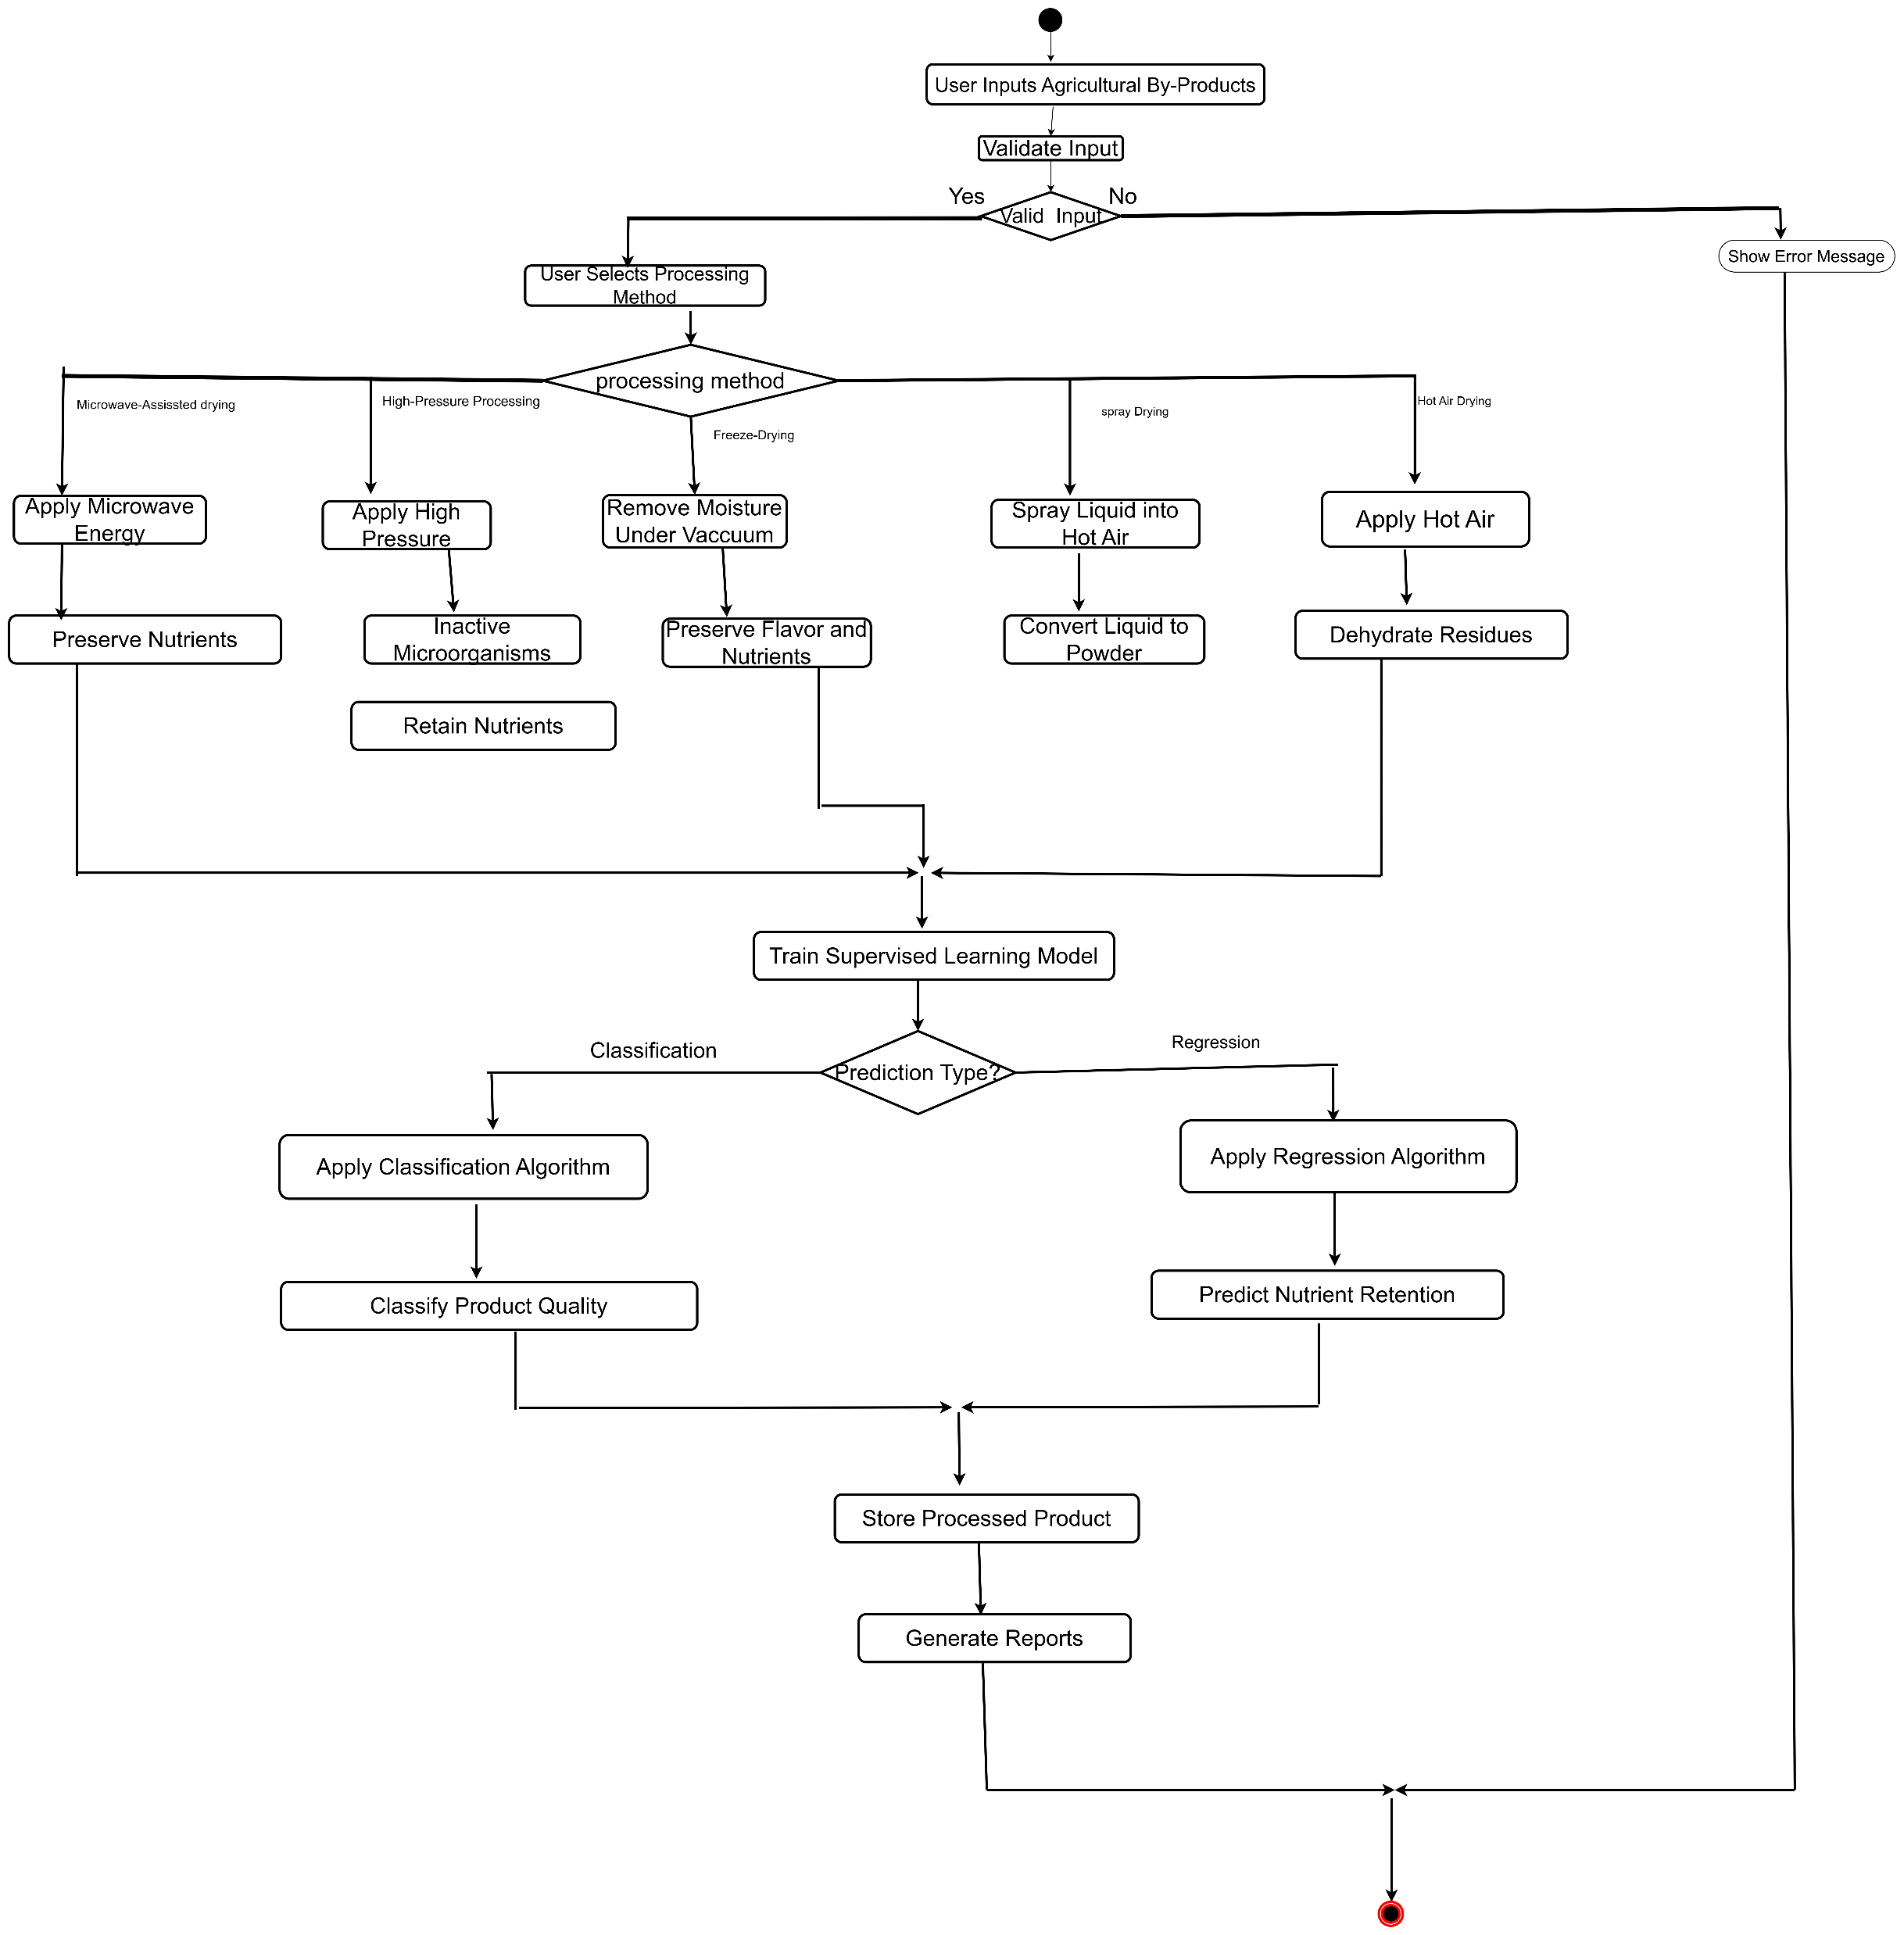 User Inputs Agricultural By-Products
Validate Input
Yes
No
Valid Input
Show Error Message
User Selects Processing
Method
processing method
Microwave-Assissted drying
High-Pressure Processing
Freeze-Drying
spray Drying
Hot Air Drying
Apply Microwave
Energy
Apply High
Pressure
Remove Moisture
Under Vaccuum
Spray Liquid into
Hot Air
Apply Hot Air
Preserve Nutrients
Inactive
Microorganisms
Preserve Flavor and
Nutrients
Convert Liquid to
Powder
Dehydrate Residues
Retain Nutrients
Train Supervised Learning Model
Classification
Prediction Type?
Regression
Apply Classification Algorithm
Apply Regression Algorithm
Classify Product Quality
Predict Nutrient Retention
Store Processed Product
Generate Reports